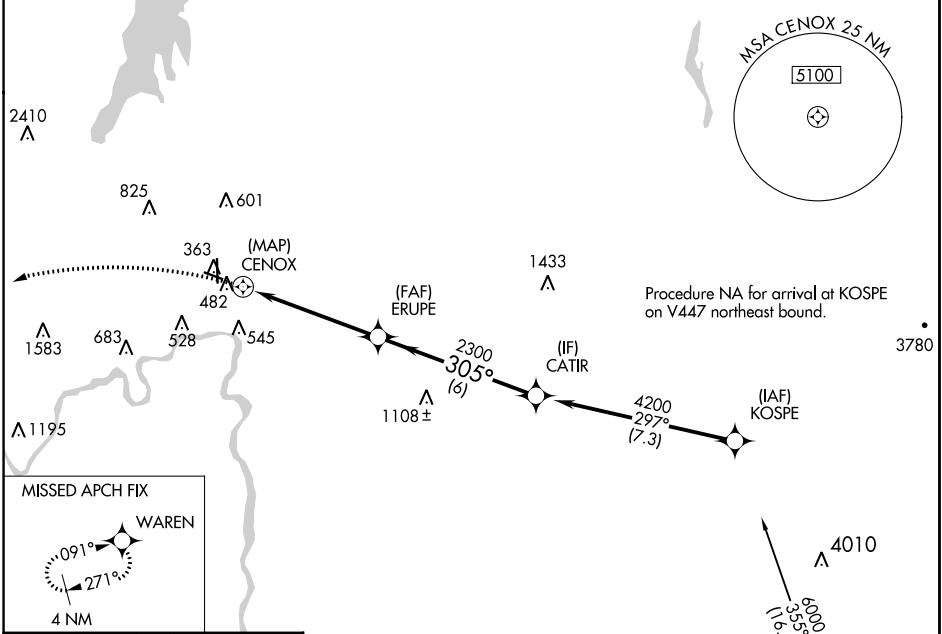 MSA CENOX 25 NM
5100
2410
825
601
363
(MAP)
CENOX
482
1433
(FAF)
ERUPE
Procedure NA for arrival at KOSPE
on V447 northeast bound.
3780
1583
683
528
545
2300
305°
(6)
(IF)
CATIR
1108 ±
4200
297°
(7.3)
(IAF)
KOSPE
1195
MISSED APCH FIX
WAREN
091°
271°
4 NM
4010
6000
355°